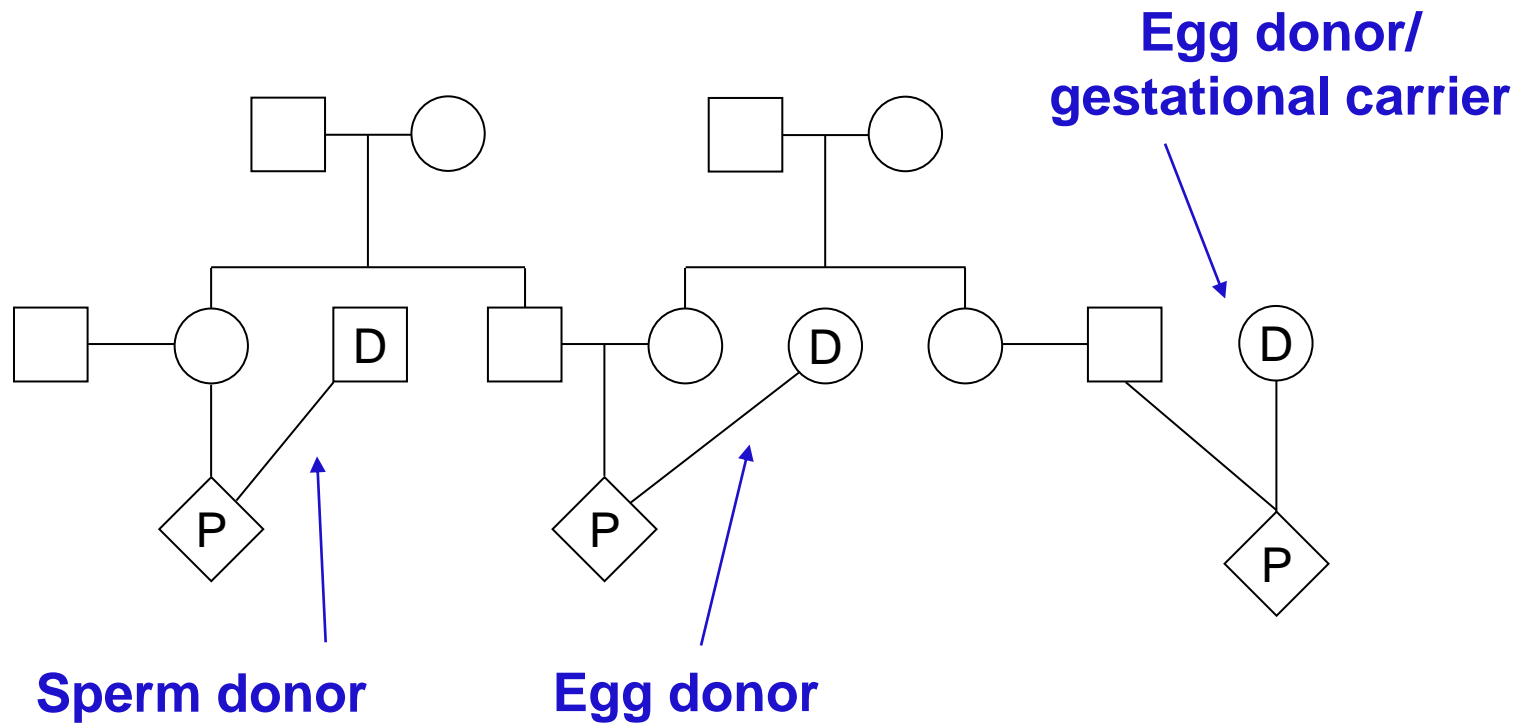 Egg donor/
gestational carrier
D
D
D
P
P
P
Sperm donor
Egg donor